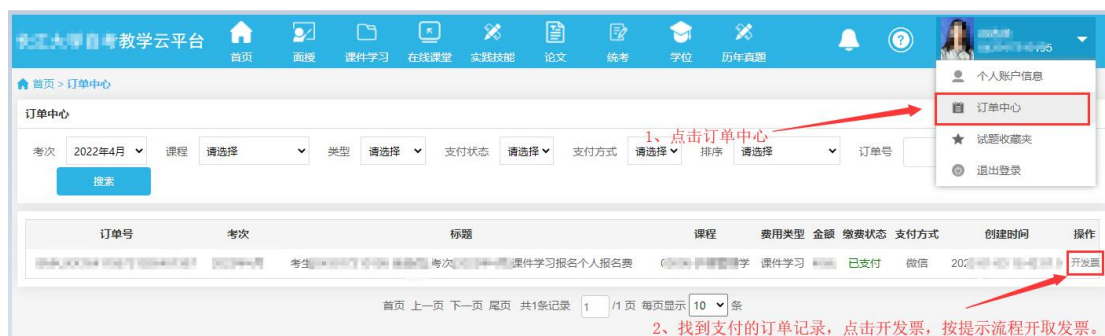 教学云平台
首页 面授 课件学习 在线课堂 实践技能 论文 统考 学位 历年真题
首页 > 订单中心
个人账户信息
订单中心
订单中心
试题收藏夹
退出登录
1、点击订单中心
考次 2022年4月 课程 请选择 类型 请选择 支付状态 请选择 支付方式 请选择 排序 请选择 订单号
搜索
订单号 考次 标题 课程 费用类型 金额 缴费状态 支付方式 创建时间 操作
考生 考次 课件学习报名个人报名费 学 课件学习 已支付 微信 202 开发票
首页 上一页 下一页 尾页 共1条记录 1 /1 页 每页显示 10 条
2、找到支付的订单记录，点击开发票，按提示流程开取发票。